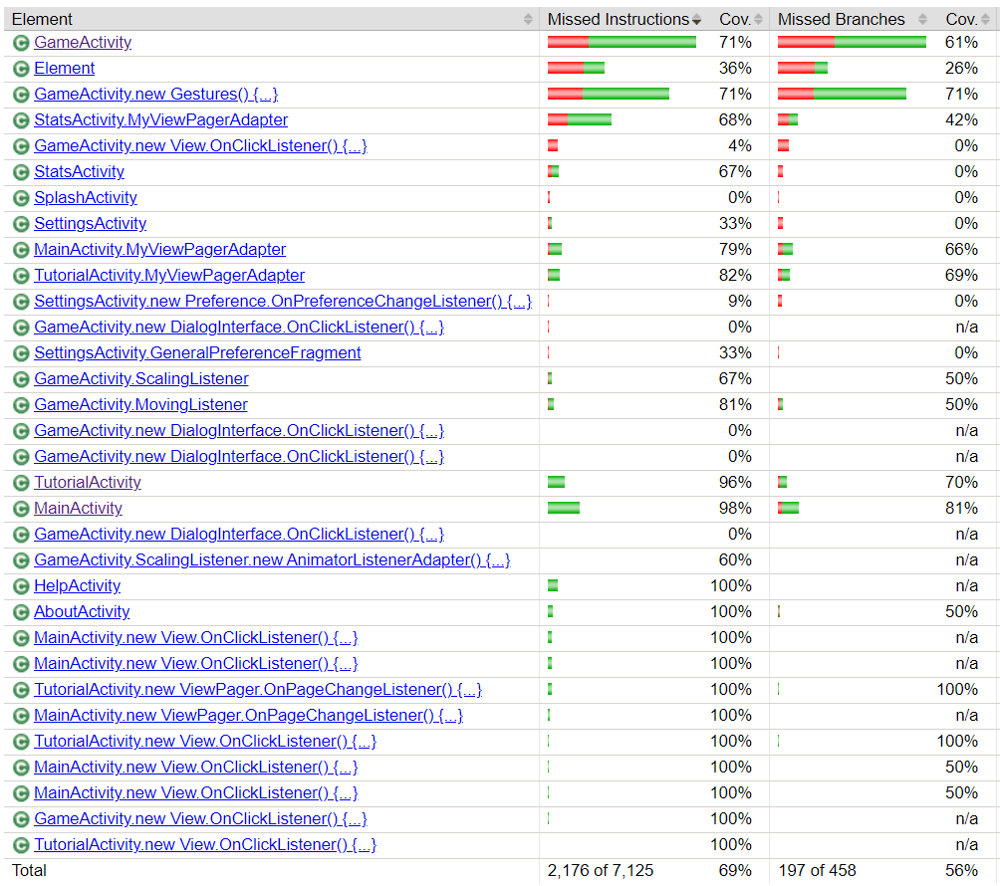 Element Missed Instructions Cov. Missed Branches Cov.
C GameActivity 71% 61%
C Element 36% 26%
C GameActivity.new Gestures() {...} 71% 71%
C StatsActivity.MyViewPagerAdapter 68% 42%
C GameActivity.new View.OnClickListener() {...} 4% 0%
C StatsActivity 67% 0%
C SplashActivity 0% 0%
C SettingsActivity 33% 0%
C MainActivity.MyViewPagerAdapter 79% 66%
C TutorialActivity.MyViewPagerAdapter 82% 69%
C SettingsActivity.new Preference.OnPreferenceChangeListener() {...} 9% 0%
C GameActivity.new DialogInterface.OnClickListener() {...} 0% n/a
C SettingsActivity.GeneralPreferenceFragment 33% 0%
C GameActivity.ScalingListener 67% 50%
C GameActivity.MovingListener 81% 50%
C GameActivity.new DialogInterface.OnClickListener() {...} 0% n/a
C GameActivity.new DialogInterface.OnClickListener() {...} 0% n/a
C TutorialActivity 96% 70%
C MainActivity 98% 81%
C GameActivity.new DialogInterface.OnClickListener() {...} 0% n/a
C GameActivity.ScalingListener.new AnimatorListenerAdapter() {...} 60% n/a
C HelpActivity 100% n/a
C AboutActivity 100% 50%
C MainActivity.new View.OnClickListener() {...} 100% n/a
C MainActivity.new View.OnClickListener() {...} 100% n/a
C TutorialActivity.new ViewPager.OnPageChangeListener() {...} 100% 100%
C MainActivity.new ViewPager.OnPageChangeListener() {...} 100% n/a
C TutorialActivity.new View.OnClickListener() {...} 100% 100%
C MainActivity.new View.OnClickListener() {...} 100% 50%
C MainActivity.new View.OnClickListener() {...} 100% 50%
C GameActivity.new View.OnClickListener() {...} 100% n/a
C TutorialActivity.new View.OnClickListener() {...} 100% n/a
Total 2,176 of 7,125 69% 197 of 458 56%